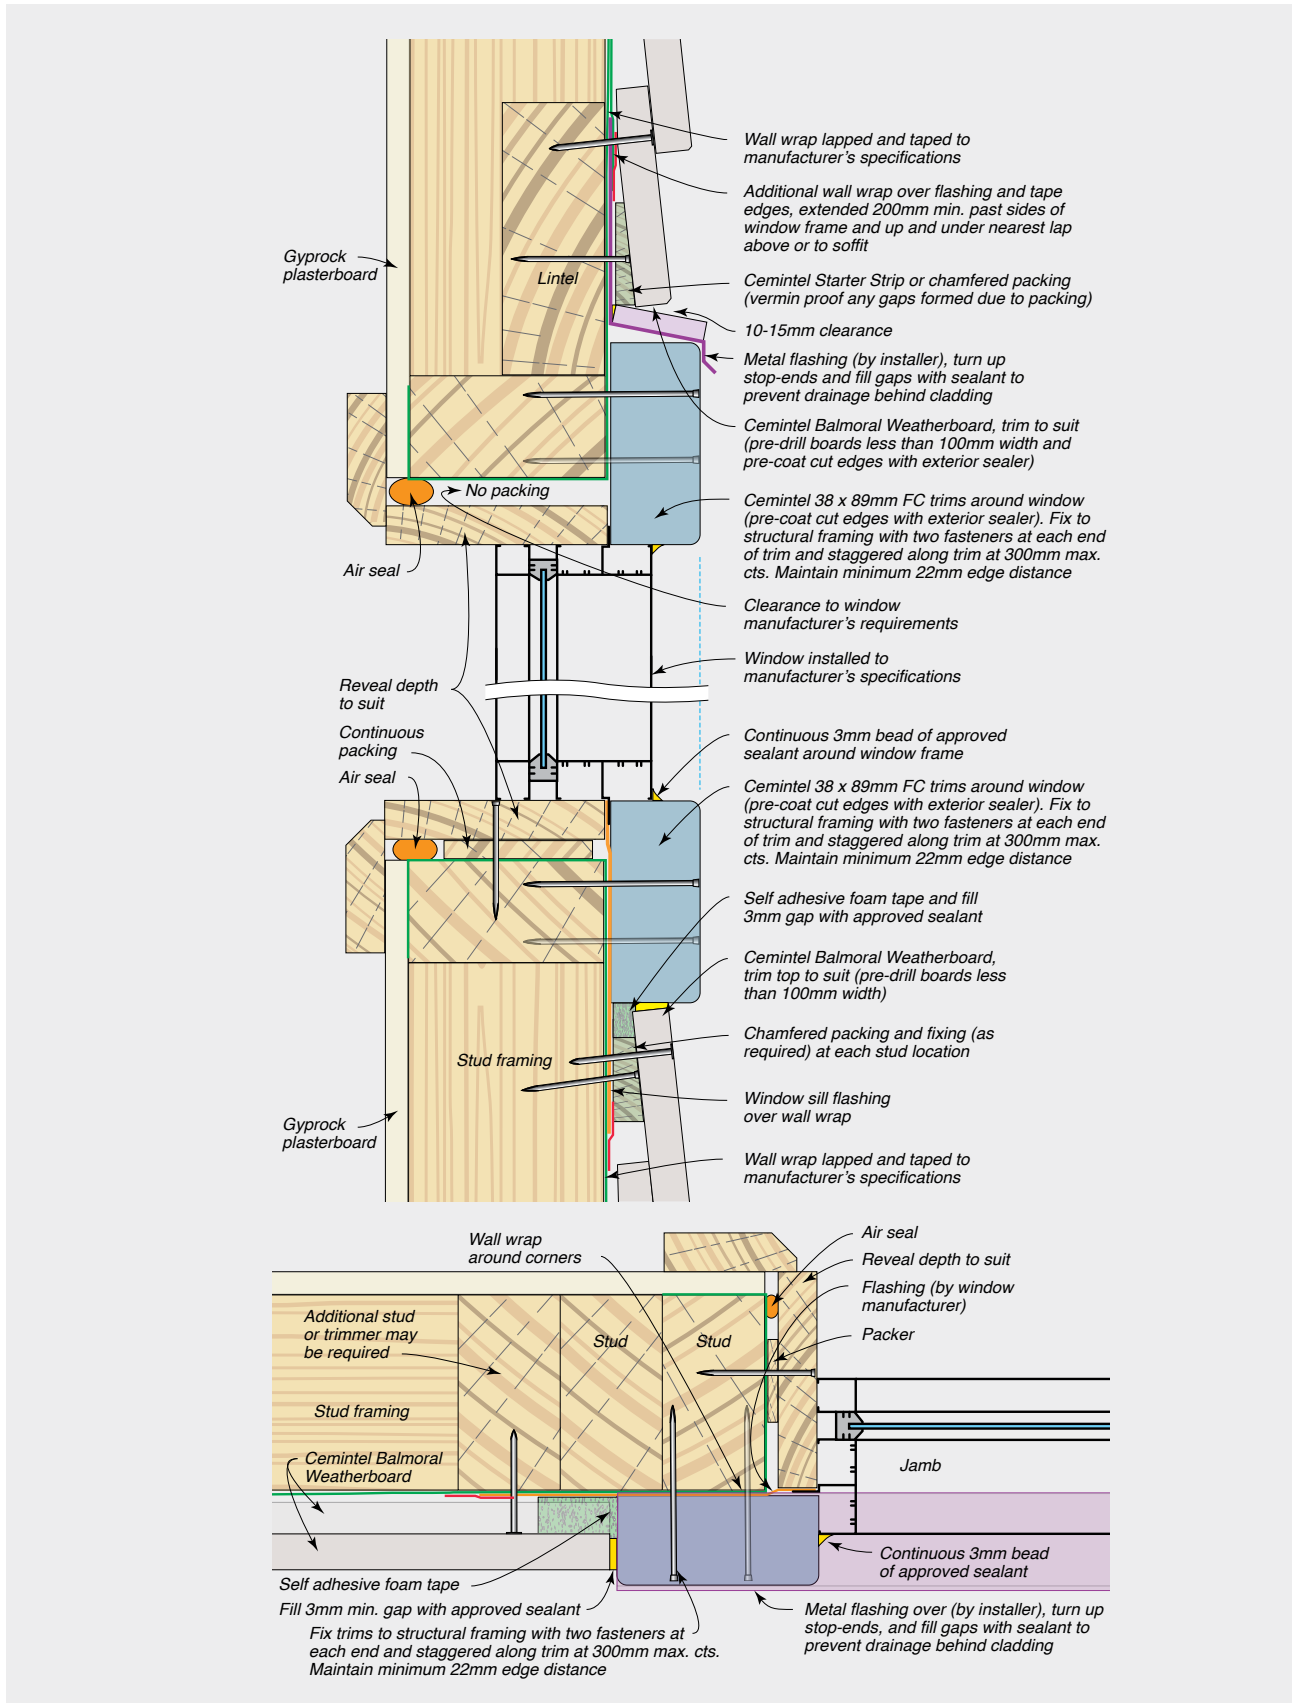 Wall wrap lapped and taped to
manufacturer's specifications
Additional wall wrap over flashing and tape
edges, extended 200mm min. past sides of
window frame and up and under nearest lap
above or to soffit
Gyprock
plasterboard
Lintel
Cemintel Starter Strip or chamfered packing
(vermin proof any gaps formed due to packing)
10-15mm clearance
Metal flashing (by installer), turn up
stop-ends and fill gaps with sealant to
prevent drainage behind cladding
Cemintel Balmoral Weatherboard, trim to suit
(pre-drill boards less than 100mm width and
pre-coat cut edges with exterior sealer)
No packing
Cemintel 38 x 89mm FC trims around window
(pre-coat cut edges with exterior sealer). Fix to
structural framing with two fasteners at each end
of trim and staggered along trim at 300mm max.
cts. Maintain minimum 22mm edge distance
Air seal
Clearance to window
manufacturer's requirements
Window installed to
manufacturer's specifications
Reveal depth
to suit
Continuous
packing
Air seal
Continuous 3mm bead of approved
sealant around window frame
Cemintel 38 x 89mm FC trims around window
(pre-coat cut edges with exterior sealer). Fix to
structural framing with two fasteners at each end
of trim and staggered along trim at 300mm max.
cts. Maintain minimum 22mm edge distance
Self adhesive foam tape and fill
3mm gap with approved sealant
Cemintel Balmoral Weatherboard,
trim top to suit (pre-drill boards less
than 100mm width)
Chamfered packing and fixing (as
required) at each stud location
Stud framing
Window sill flashing
over wall wrap
Gyprock
plasterboard
Wall wrap lapped and taped to
manufacturer's specifications
Wall wrap
around corners
Air seal
Reveal depth to suit
Flashing (by window
manufacturer)
Packer
Additional stud
or trimmer may
be required
Stud
Stud
Stud framing
Cemintel Balmoral
Weatherboard
Jamb
Self adhesive foam tape
Fill 3mm min. gap with approved sealant
Fix trims to structural framing with two fasteners at
each end and staggered along trim at 300mm max. cts.
Maintain minimum 22mm edge distance
Continuous 3mm bead
of approved sealant
Metal flashing over (by installer), turn up
stop-ends, and fill gaps with sealant to
prevent drainage behind cladding